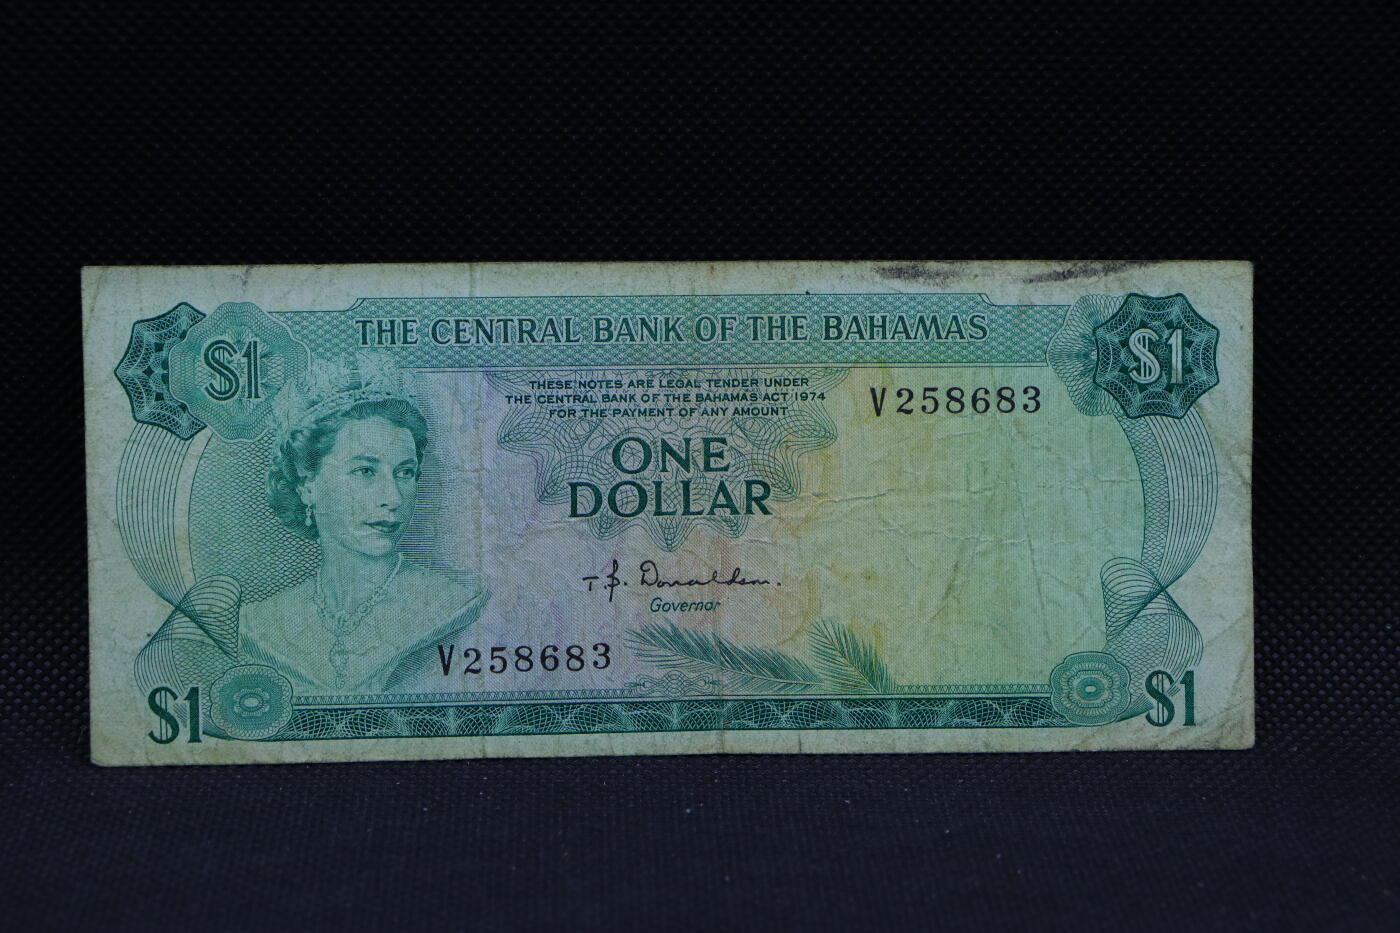 THE CENTRAL BANK OF THE BAHAMAS
$1
$1
THESE NOTES ARE LEGAL TENDER UNDER
THE CENTRAL BANK OF THE BAHAMAS ACT 1974
FOR THE PAYMENT OF ANY AMOUNT
V258683
ONE
DOLLAR
T.B. Donaldson.
Governor
V258683
$1
$1